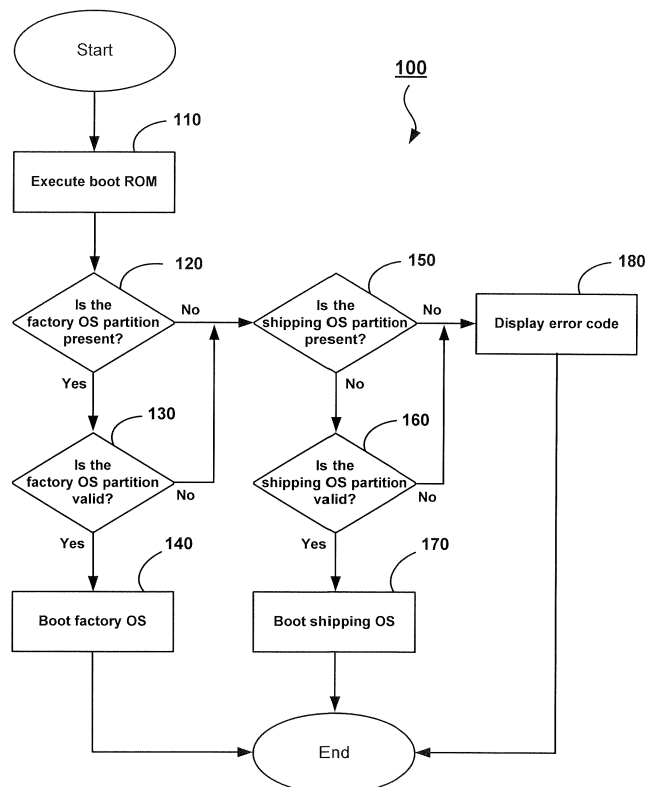 Start
100
110
Execute boot ROM
120
Is the
factory OS partition
present?
No
Yes
150
Is the
shipping OS partition
present?
No
No
180
Display error code
130
Is the
factory OS partition
valid?
No
Yes
160
Is the
shipping OS partition
valid?
No
Yes
140
Boot factory OS
170
Boot shipping OS
End